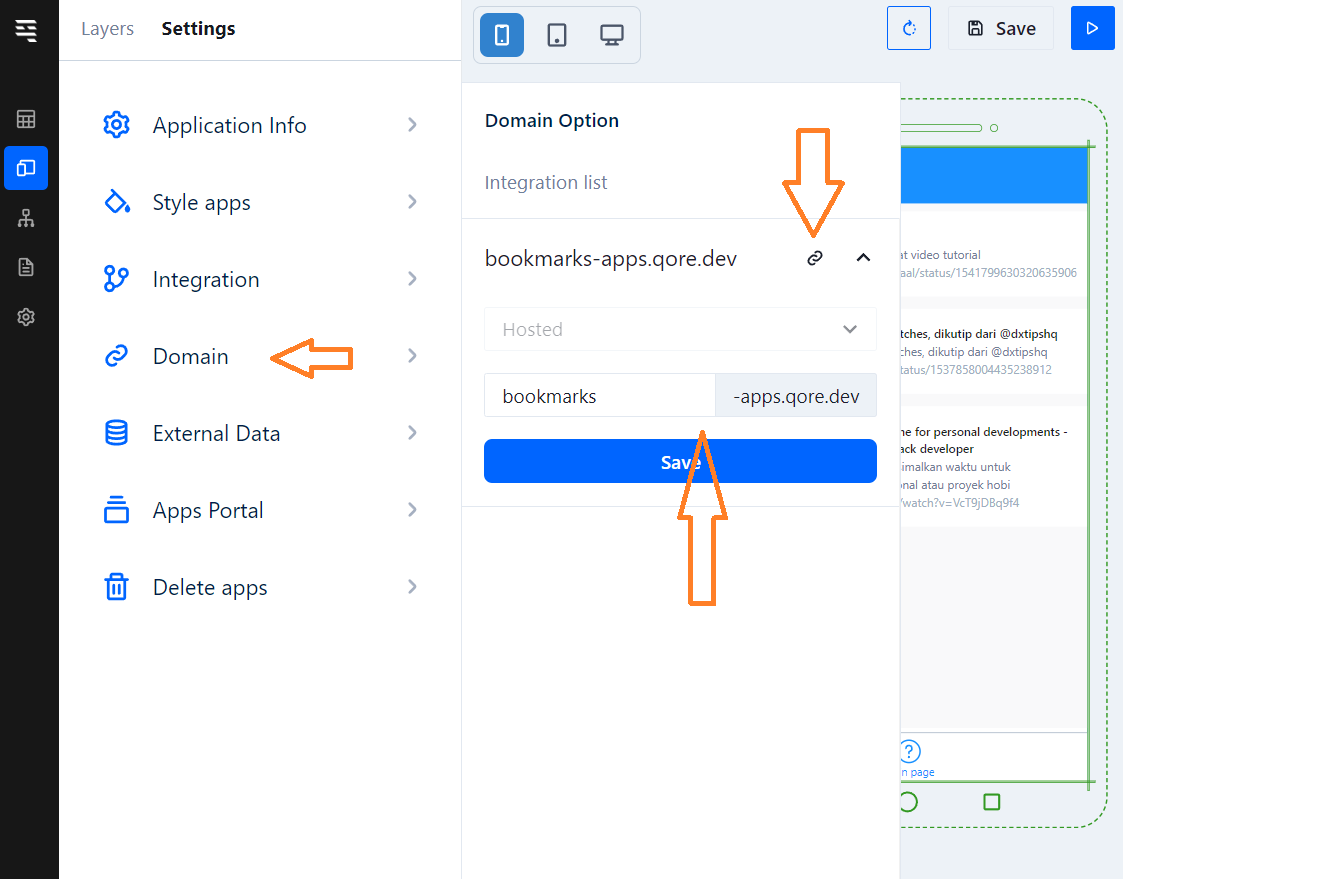 Layers Settings
Save
Application Info
Style apps
Integration
Domain
External Data
Apps Portal
Delete apps
Domain Option
Integration list
bookmarks-apps.qore.dev
Hosted
bookmarks -apps.qore.dev
Save
at video tutorial
aal/status/1541799630320635906
tches, dikutip dari @dxtipshq
ches, dikutip dari @dxtipshq
tatus/1537858004435238912
ne for personal developments -
ack developer
imalkan waktu untuk
onal atau proyek hobi
/watch?v=VcT9jDBq9f4
?
n page